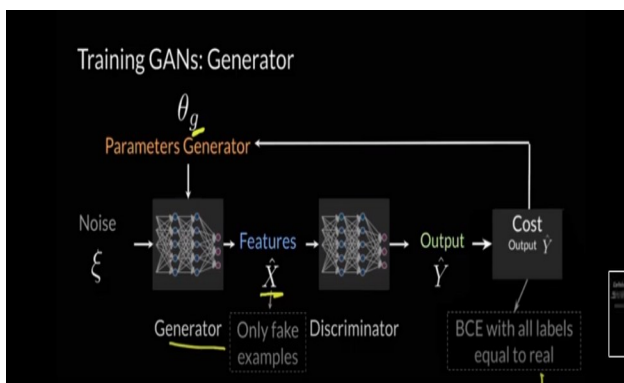 Training GANs: Generator
θg
Parameters Generator
Noise
ξ
Features
X̂
Output
Ŷ
Cost
Output Ŷ
Generator
Only fake
examples
Discriminator
BCE with all labels
equal to real